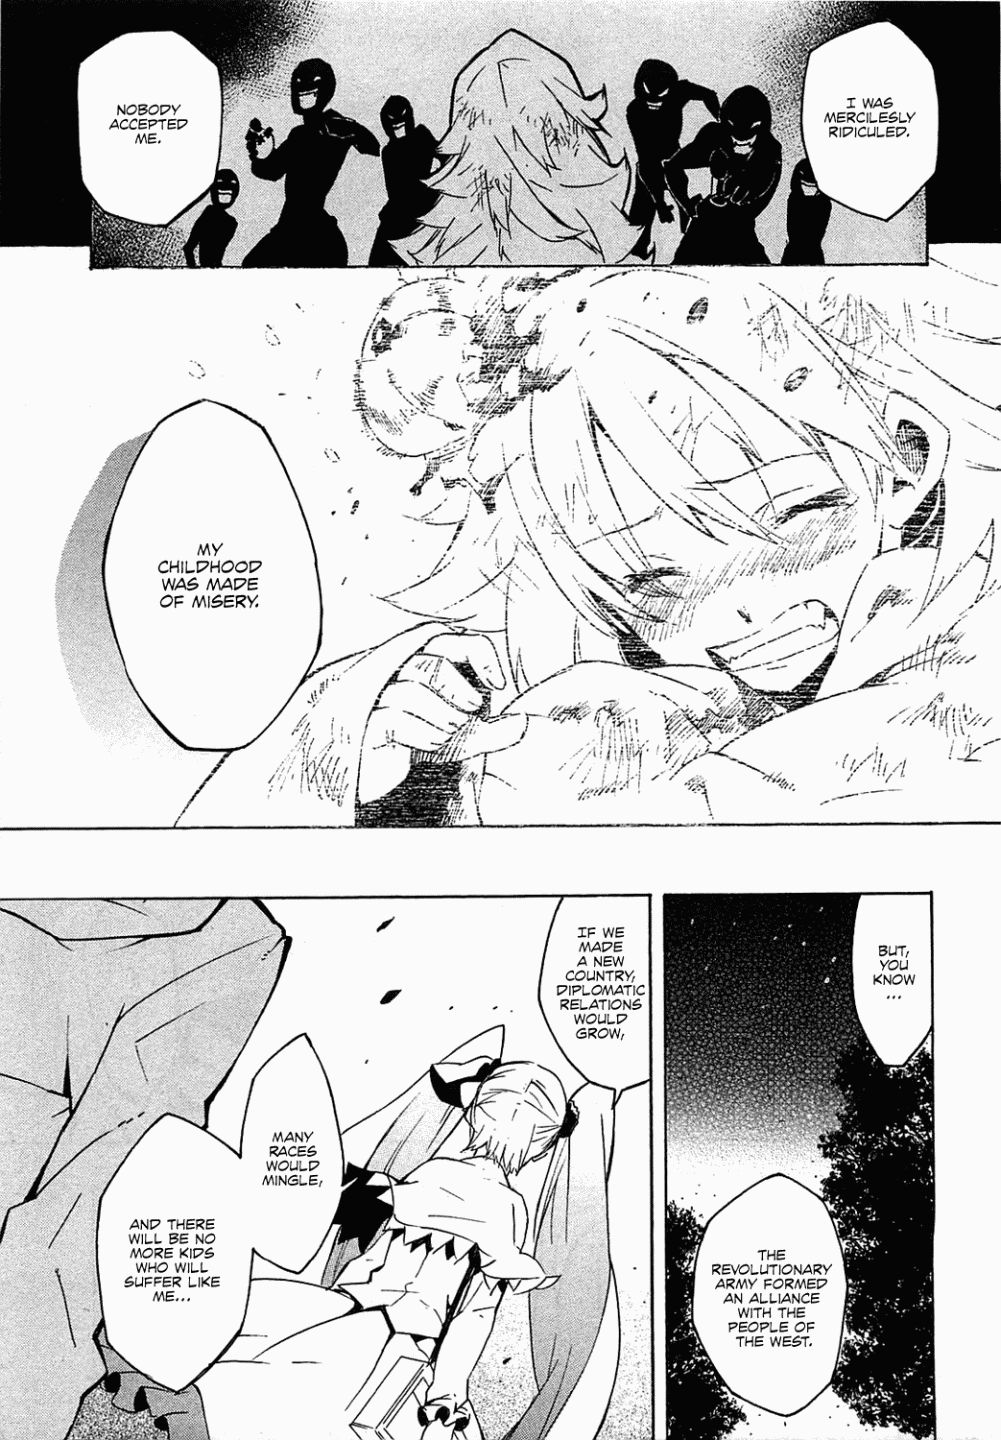 I WAS
MERCILESLY
RIDICULED.
NOBODY
ACCEPTED
ME.
MY
CHILDHOOD
WAS MADE
OF MISERY.
BUT,
YOU
KNOW
...
THE
REVOLUTIONARY
ARMY FORMED
AN ALLIANCE
WITH THE
PEOPLE OF
THE WEST.
IF WE
MADE
A NEW
COUNTRY,
DIPLOMATIC
RELATIONS
WOULD
GROW,
MANY
RACES
WOULD
MINGLE,
AND THERE
WILL BE NO
MORE KIDS
WHO WILL
SUFFER LIKE
ME...